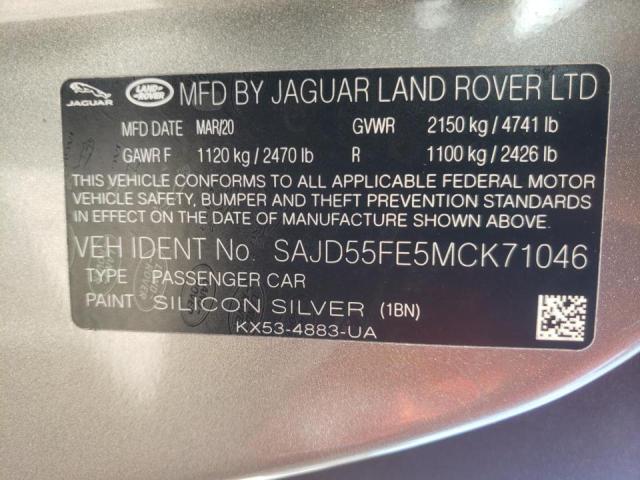 JAGUAR LAND ROVER MFD BY JAGUAR LAND ROVER LTD
MFD DATE MAR/20 GVWR 2150 kg / 4741 lb
GAWR F 1120 kg / 2470 lb R 1100 kg / 2426 lb
THIS VEHICLE CONFORMS TO ALL APPLICABLE FEDERAL MOTOR
VEHICLE SAFETY, BUMPER AND THEFT PREVENTION STANDARDS
IN EFFECT ON THE DATE OF MANUFACTURE SHOWN ABOVE.
VEH IDENT No. SAJD55FE5MCK71046
TYPE PASSENGER CAR
PAINT SILICON SILVER (1BN)
KX53-4883-UA